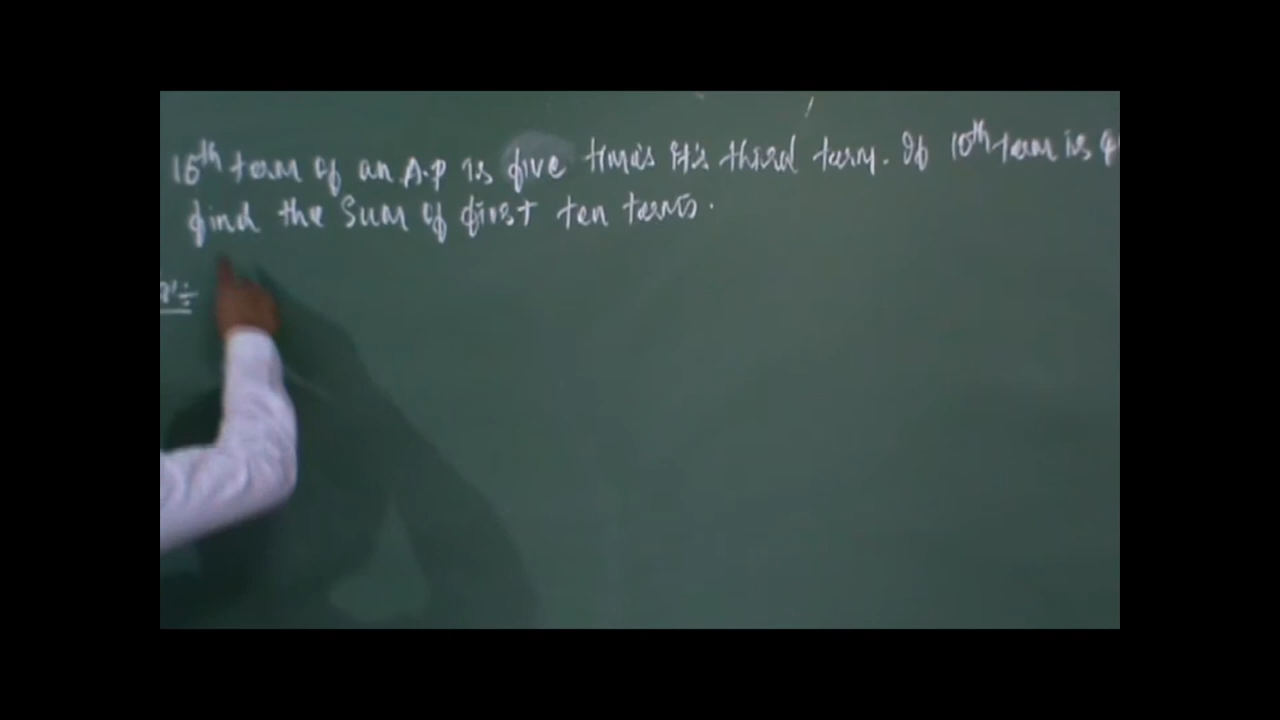 16th term of an A.P is five times it's third term. If 10th term is
find the Sum of first ten terms.